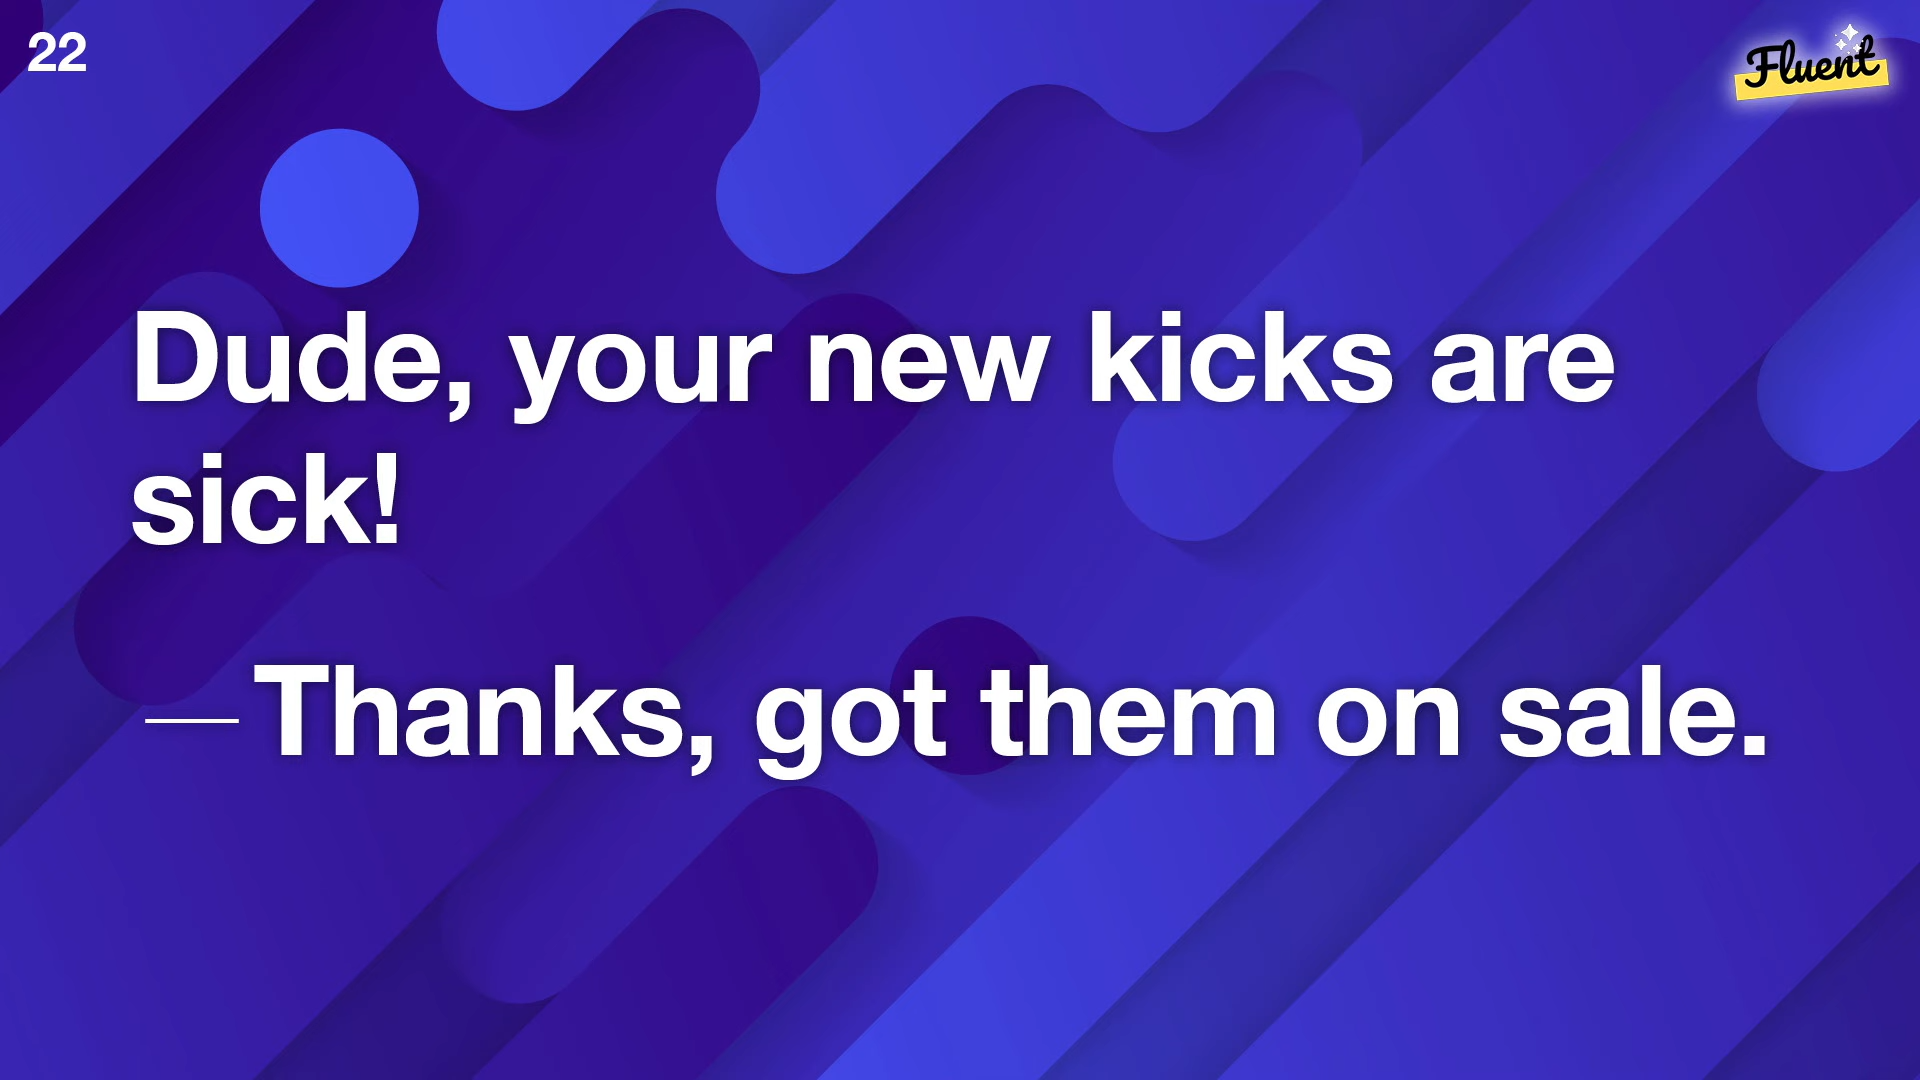 22
Fluent
Dude, your new kicks are
sick!
— Thanks, got them on sale.